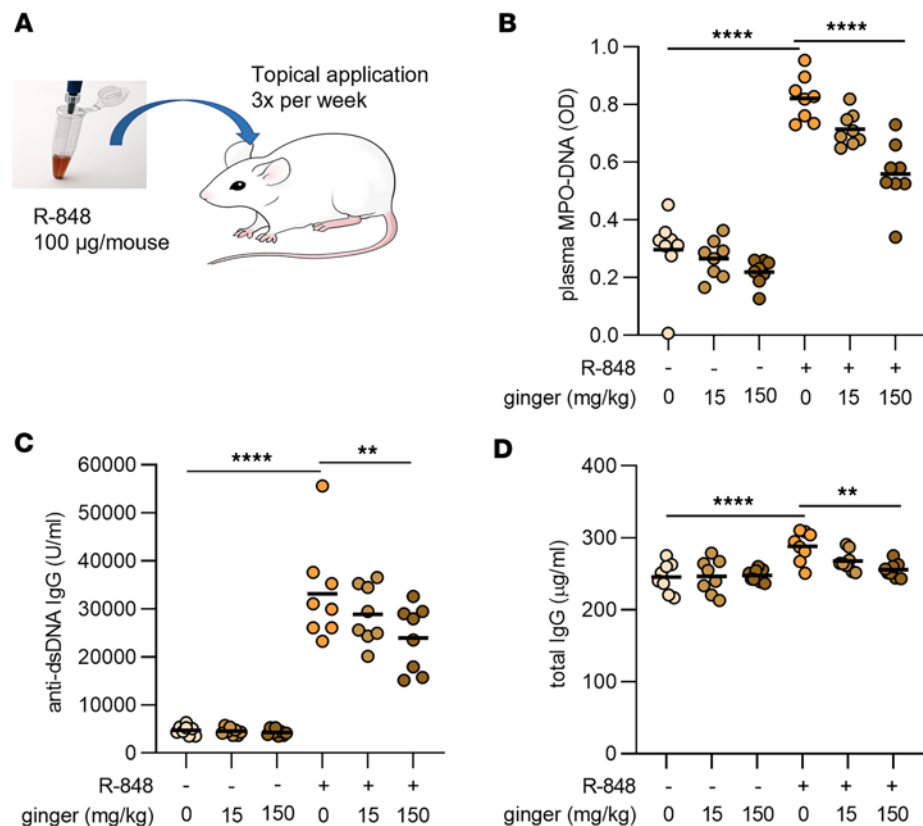 A
Topical application
3x per week
R-848
100 µg/mouse
B
**** ****
plasma MPO-DNA (OD)
1.0
0.8
0.6
0.4
0.2
0.0
R-848 - - - + + +
ginger (mg/kg) 0 15 150 0 15 150
C
**** **
anti-dsDNA IgG (U/ml)
60000
50000
40000
30000
20000
10000
0
R-848 - - - + + +
ginger (mg/kg) 0 15 150 0 15 150
D
**** **
total IgG (µg/ml)
400
300
200
100
0
R-848 - - - + + +
ginger (mg/kg) 0 15 150 0 15 150